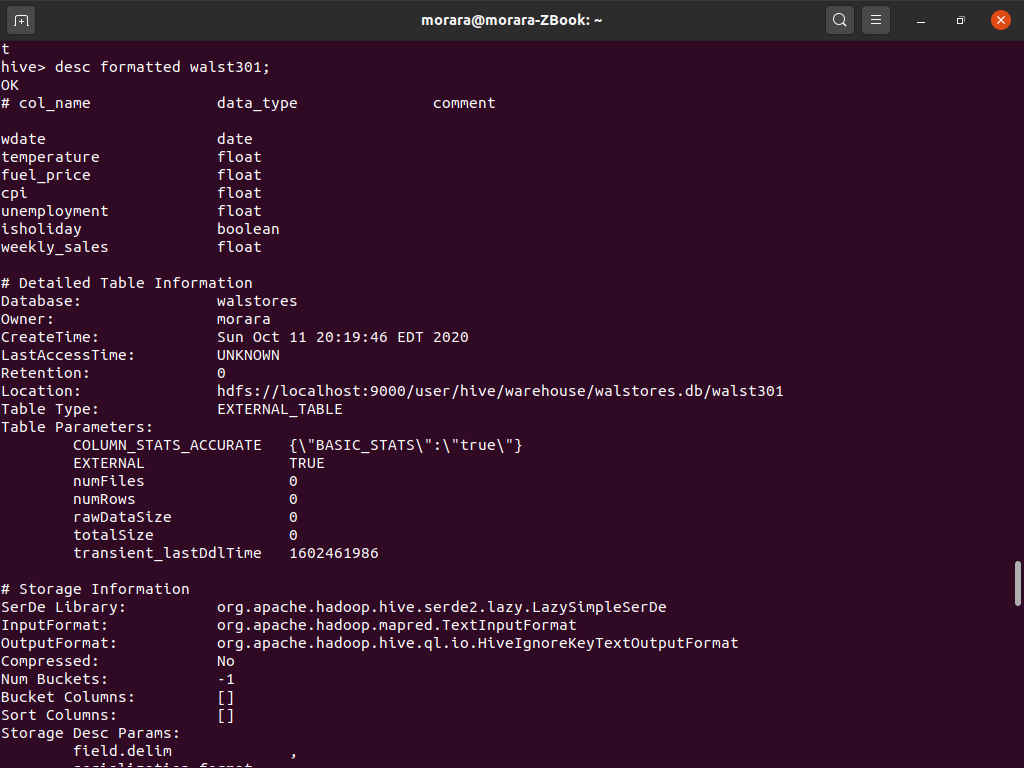 morara@morara-ZBook: ~
t
hive> desc formatted walst301;
OK
# col_name data_type comment
wdate date
temperature float
fuel_price float
cpi float
unemployment float
isholiday boolean
weekly_sales float
# Detailed Table Information
Database: walstores
Owner: morara
CreateTime: Sun Oct 11 20:19:46 EDT 2020
LastAccessTime: UNKNOWN
Retention: 0
Location: hdfs://localhost:9000/user/hive/warehouse/walstores.db/walst301
Table Type: EXTERNAL_TABLE
Table Parameters:
COLUMN_STATS_ACCURATE {\"BASIC_STATS\":\"true\"}
EXTERNAL TRUE
numFiles 0
numRows 0
rawDataSize 0
totalSize 0
transient_lastDdlTime 1602461986
# Storage Information
SerDe Library: org.apache.hadoop.hive.serde2.lazy.LazySimpleSerDe
InputFormat: org.apache.hadoop.mapred.TextInputFormat
OutputFormat: org.apache.hadoop.hive.ql.io.HiveIgnoreKeyTextOutputFormat
Compressed: No
Num Buckets: -1
Bucket Columns: []
Sort Columns: []
Storage Desc Params:
field.delim ,